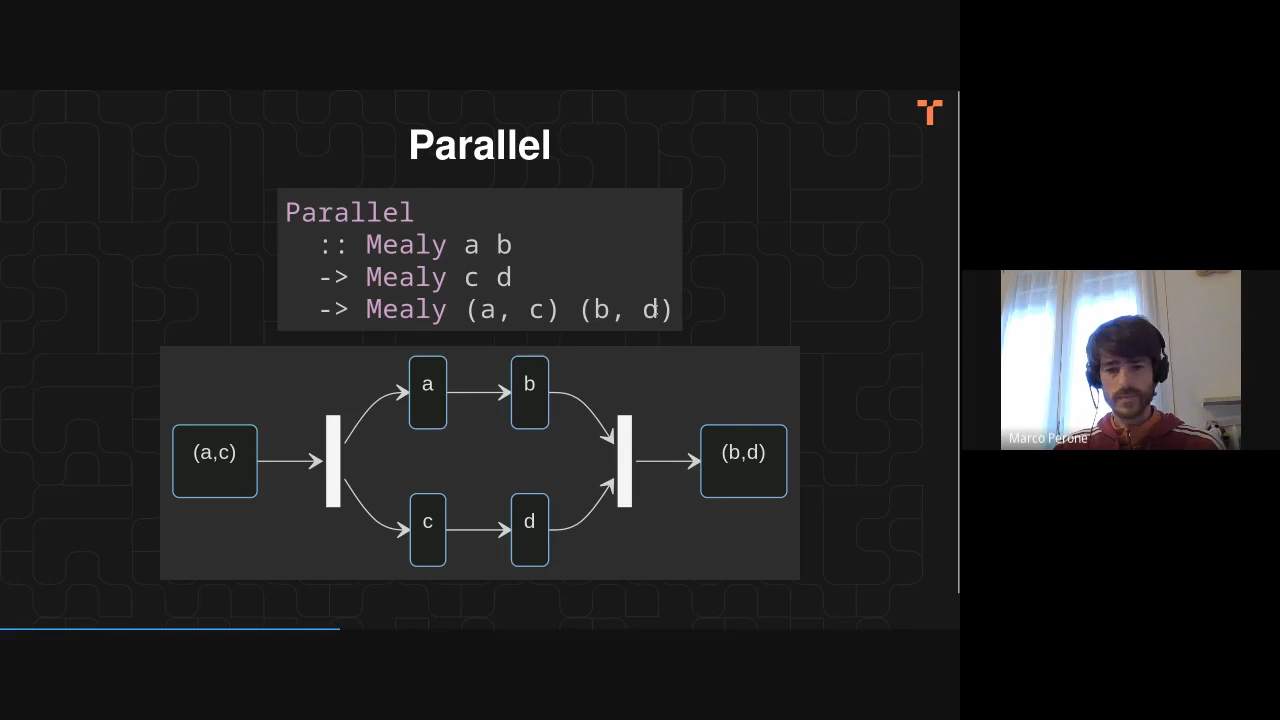 Parallel
Parallel
:: Mealy a b
-> Mealy c d
-> Mealy (a, c) (b, d)
a
b
(a,c)
(b,d)
c
d
Marco Perone